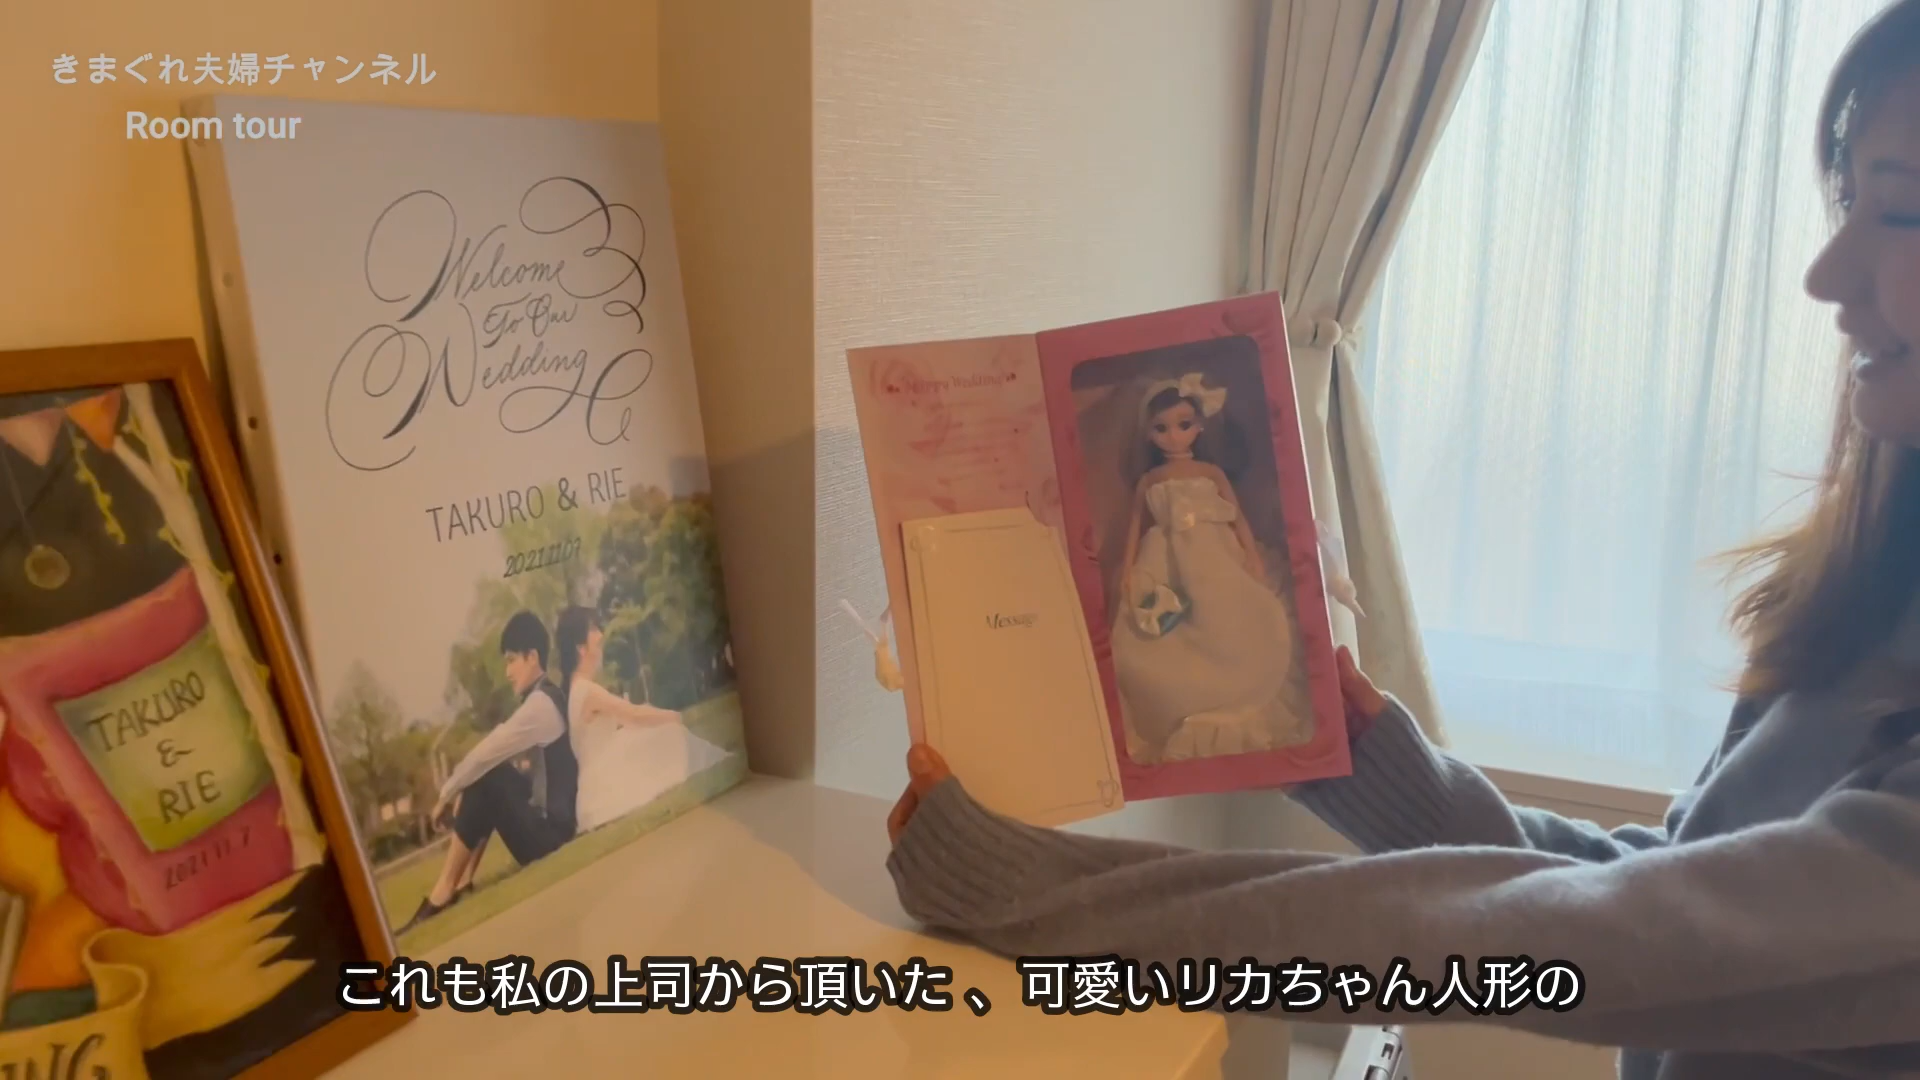 きまぐれ夫婦チャンネル
Room tour
Welcome
To Our
Wedding
TAKURO & RIE
2021.11.07
TAKURO
&
RIE
2021 11 7
Happy Wedding
Message
これも私の上司から頂いた 、可愛いリカちゃん人形の